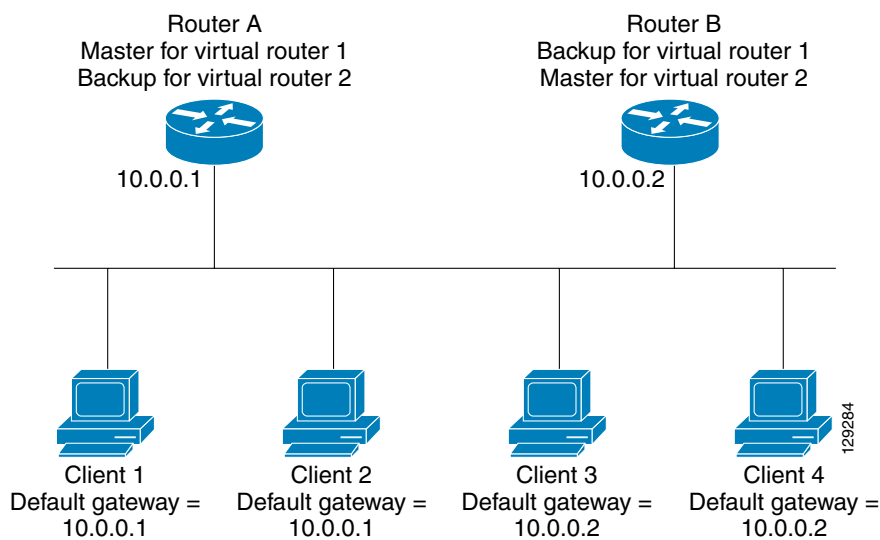 Router A
Master for virtual router 1
Backup for virtual router 2
10.0.0.1
Router B
Backup for virtual router 1
Master for virtual router 2
10.0.0.2
Client 1
Default gateway =
10.0.0.1
Client 2
Default gateway =
10.0.0.1
Client 3
Default gateway =
10.0.0.2
Client 4
Default gateway =
10.0.0.2
129284